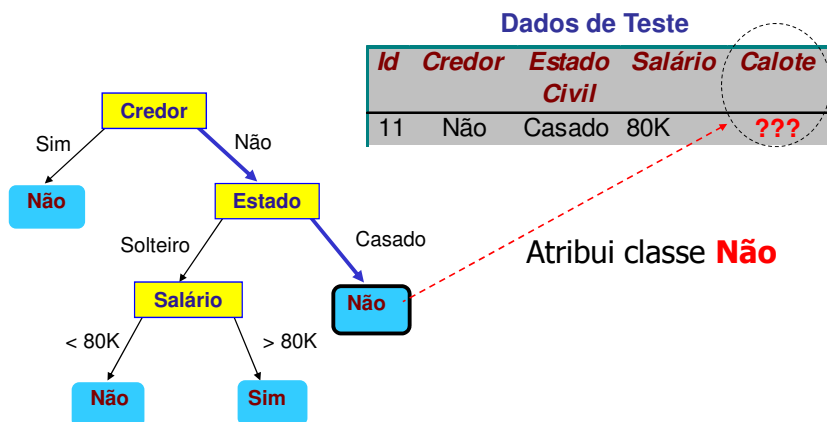 Dados de Teste
Id Credor Estado Civil Salário Calote
11 Não Casado 80K ???
Credor
Sim
Não
Não
Estado
Solteiro
Casado
Atribui classe Não
Salário
Não
< 80K
> 80K
Não
Sim